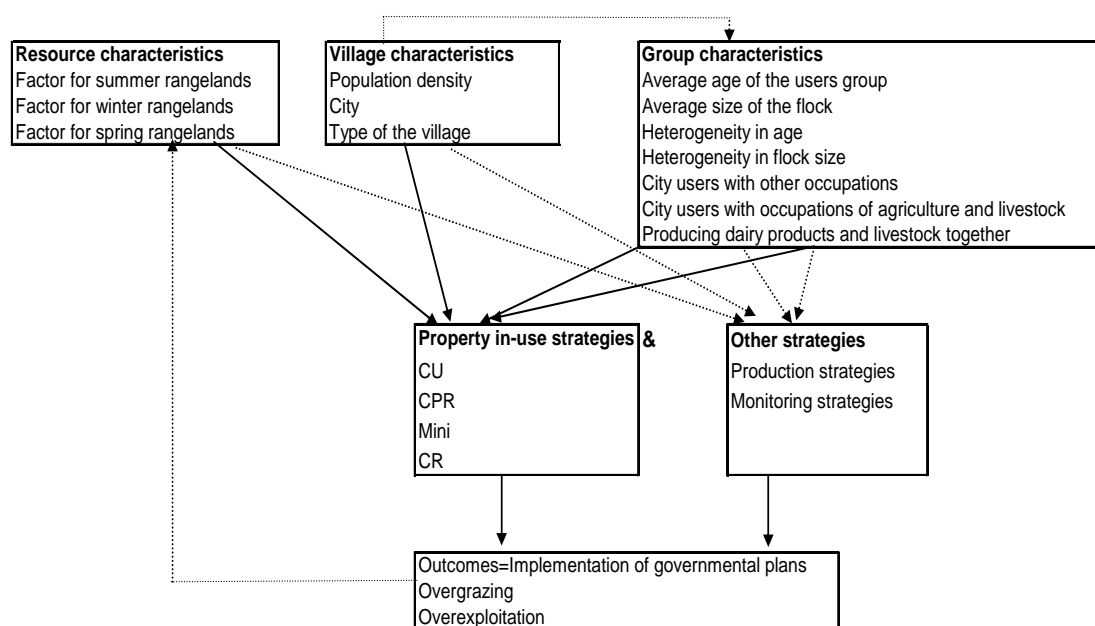 Resource characteristics
Factor for summer rangelands
Factor for winter rangelands
Factor for spring rangelands
Village characteristics
Population density
City
Type of the village
Group characteristics
Average age of the users group
Average size of the flock
Heterogeneity in age
Heterogeneity in flock size
City users with other occupations
City users with occupations of agriculture and livestock
Producing dairy products and livestock together
Property in-use strategies &
CU
CPR
Mini
CR
Other strategies
Production strategies
Monitoring strategies
Outcomes=Implementation of governmental plans
Overgrazing
Overexploitation